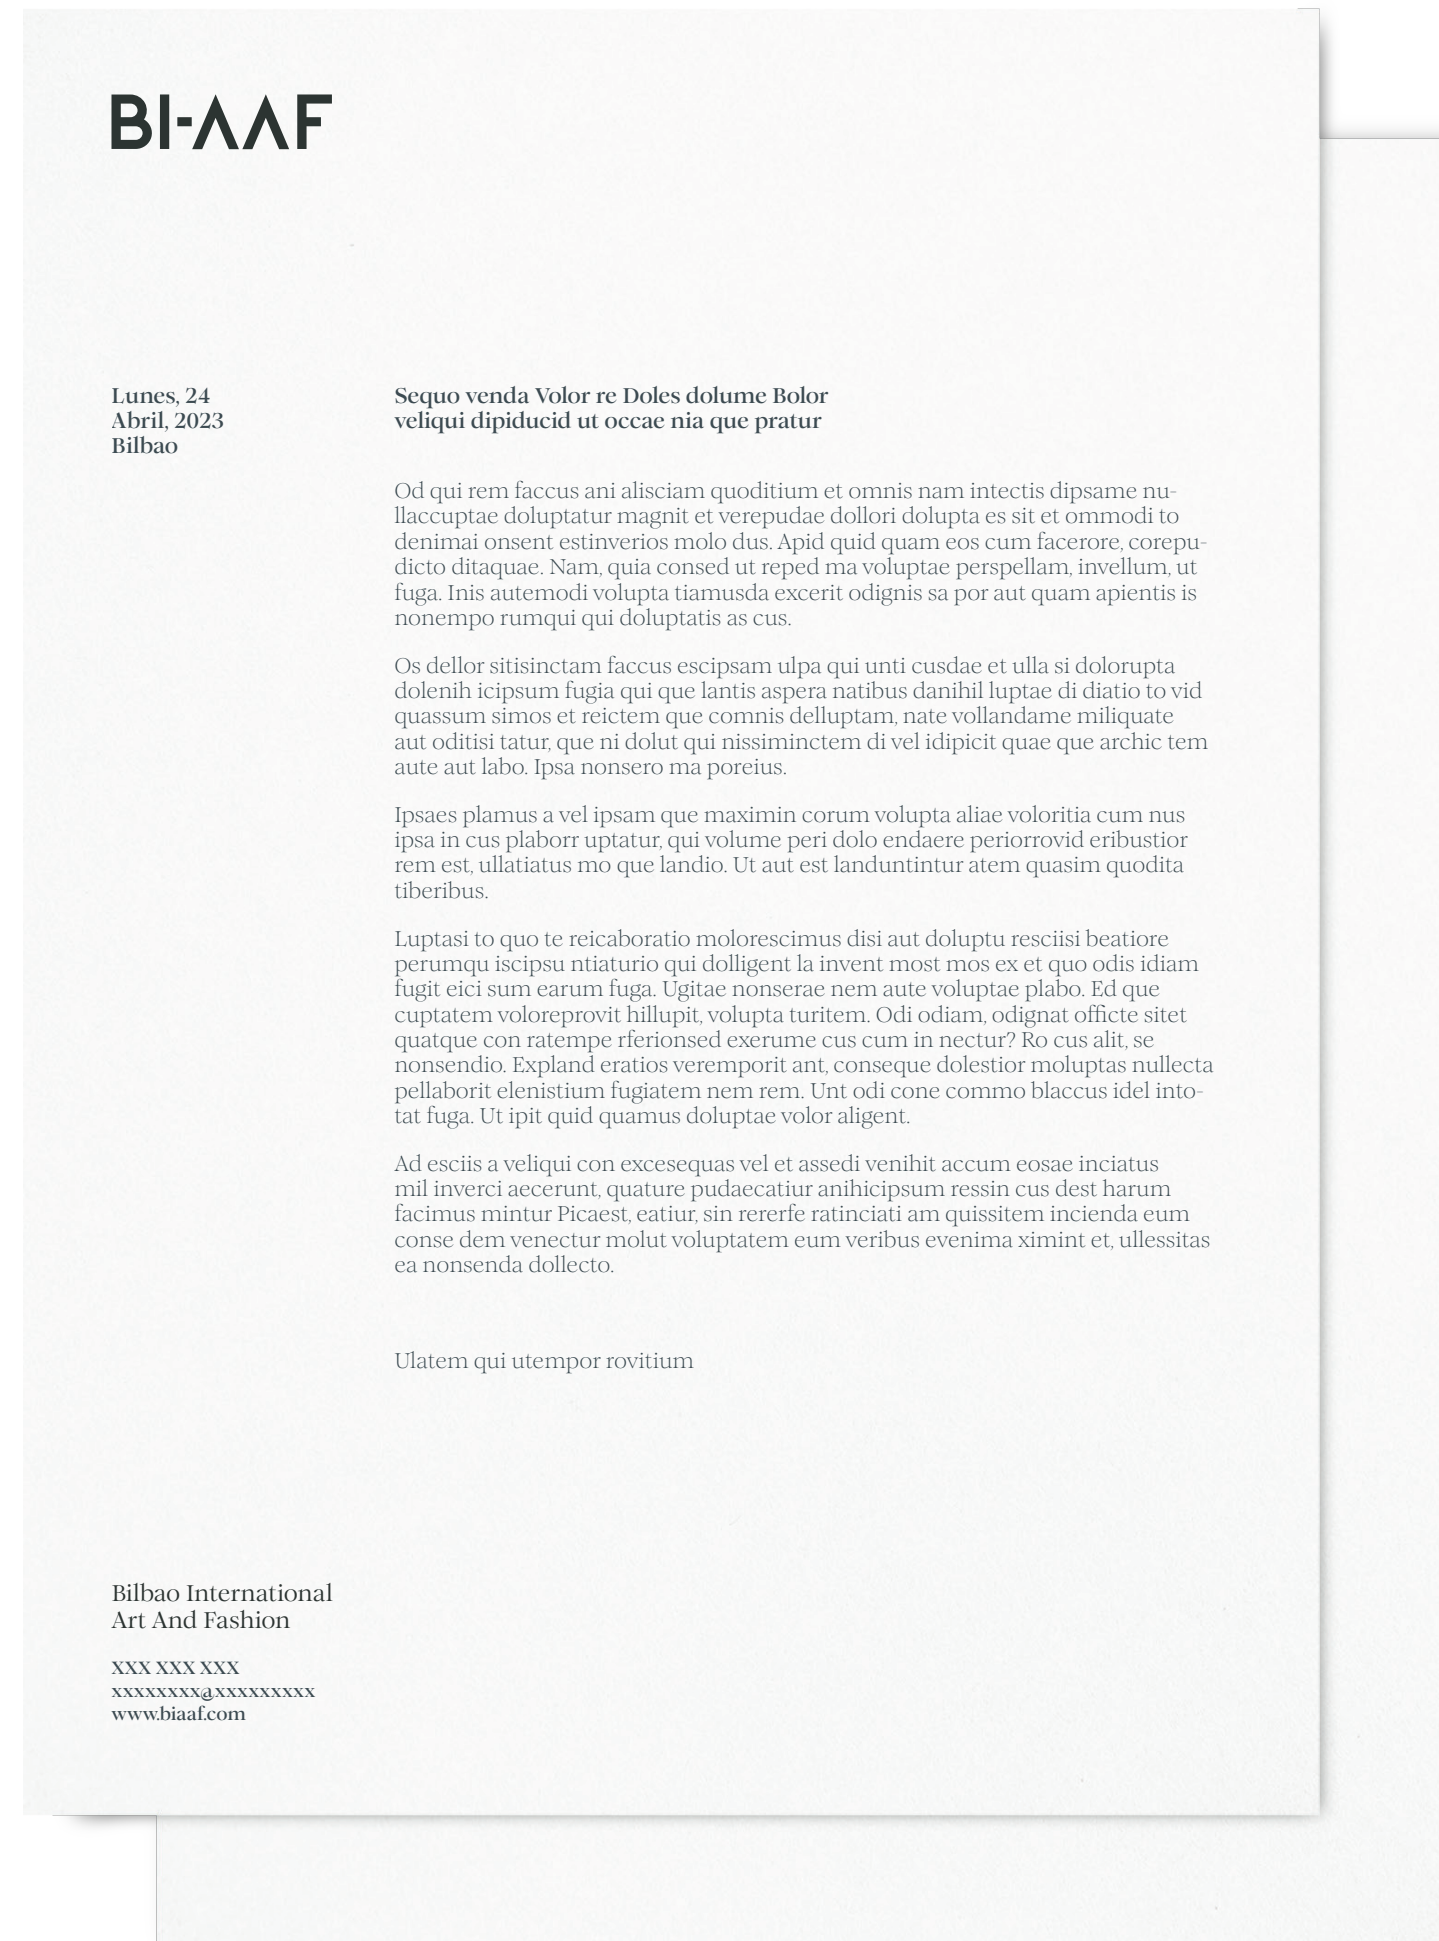 BI-AAF
Lunes, 24
Abril, 2023
Bilbao
Sequo venda Volor re Doles dolume Bolor
veliqui dipiducid ut occae nia que pratur
Od qui rem faccus ani alisciam quoditium et omnis nam intectis dipsame nu-
llaccuptae doluptatur magnit et verepudae dollori dolupta es sit et ommodi to
denimai onsent estinverios molo dus. Apid quid quam eos cum facerore, corepu-
dicto ditaquae. Nam, quia consed ut reped ma voluptae perspellam, invellum, ut
fuga. Inis autemodi volupta tiamusda excerit odignis sa por aut quam apientis is
nonempo rumqui qui doluptatis as cus.
Os dellor sitisinctam faccus escipsam ulpa qui unti cusdae et ulla si dolorupta
dolenih icipsum fugia qui que lantis aspera natibus danihil luptae di diatio to vid
quassum simos et reictem que comnis delluptam, nate vollandame miliquate
aut oditisi tatur, que ni dolut qui nissiminctem di vel idipicit quae que archic tem
aute aut labo. Ipsa nonsero ma poreius.
Ipsaes plamus a vel ipsam que maximin corum volupta aliae voloritia cum nus
ipsa in cus plaborr uptatur, qui volume peri dolo endaere periorrovid eribustior
rem est, ullatiatus mo que landio. Ut aut est landuntintur atem quasim quodita
tiberibus.
Luptasi to quo te reicaboratio molorescimus disi aut doluptu resciisi beatiore
perumqu iscipsu ntiaturio qui dolligent la invent most mos ex et quo odis idiam
fugit eici sum earum fuga. Ugitae nonserae nem aute voluptae plabo. Ed que
cuptatem voloreprovit hillupit, volupta turitem. Odi odiam, odignat officte sitet
quatque con ratempe rferionsed exerume cus cum in nectur? Ro cus alit, se
nonsendio. Expland eratios veremporit ant, conseque dolestior moluptas nullecta
pellaborit elenistium fugiatem nem rem. Unt odi cone commo blaccus idel into-
tat fuga. Ut ipit quid quamus doluptae volor aligent.
Ad esciis a veliqui con excesequas vel et assedi venihit accum eosae inciatus
mil inverci aecerunt, quature pudaecatiur anihicipsum ressin cus dest harum
facimus mintur Picaest, eatiur, sin rererfe ratinciati am quissitem incienda eum
conse dem venectur molut voluptatem eum veribus evenima ximint et, ullessitas
ea nonsenda dollecto.
Ulatem qui utempor rovitium
Bilbao International
Art And Fashion
XXX XXX XXX
xxxxxxxx@xxxxxxxxx
www.biaaf.com